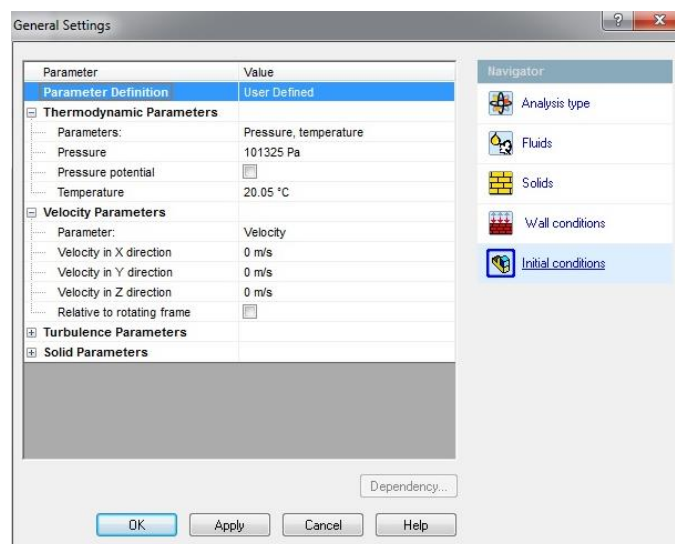 General Settings
Parameter Value
Parameter Definition User Defined
Thermodynamic Parameters
Parameters: Pressure, temperature
Pressure 101325 Pa
Pressure potential
Temperature 20.05 °C
Velocity Parameters
Parameter: Velocity
Velocity in X direction 0 m/s
Velocity in Y direction 0 m/s
Velocity in Z direction 0 m/s
Relative to rotating frame
Turbulence Parameters
Solid Parameters
Dependency...
OK Apply Cancel Help
Navigator
Analysis type
Fluids
Solids
Wall conditions
Initial conditions